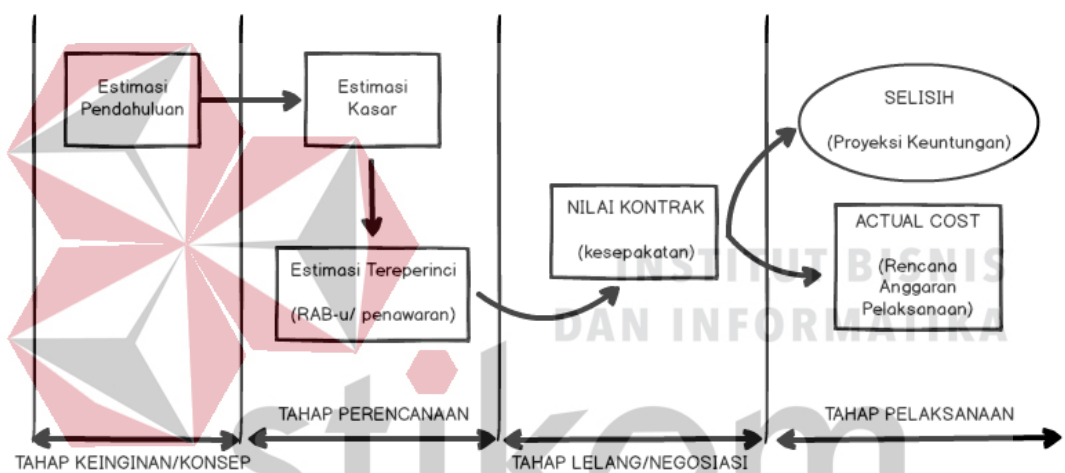 Estimasi
Pendahuluan
Estimasi
Kasar
Estimasi Tereperinci
(RAB-u/ penawaran)
NILAI KONTRAK
(kesepakatan)
SELISIH
(Proyeksi Keuntungan)
ACTUAL COST
(Rencana
Anggaran
Pelaksanaan)
INSTITUT BISNIS
DAN INFORMATIKA
stikom
TAHAP KEINGINAN/KONSEP
TAHAP PERENCANAAN
TAHAP LELANG/NEGOSIASI
TAHAP PELAKSANAAN